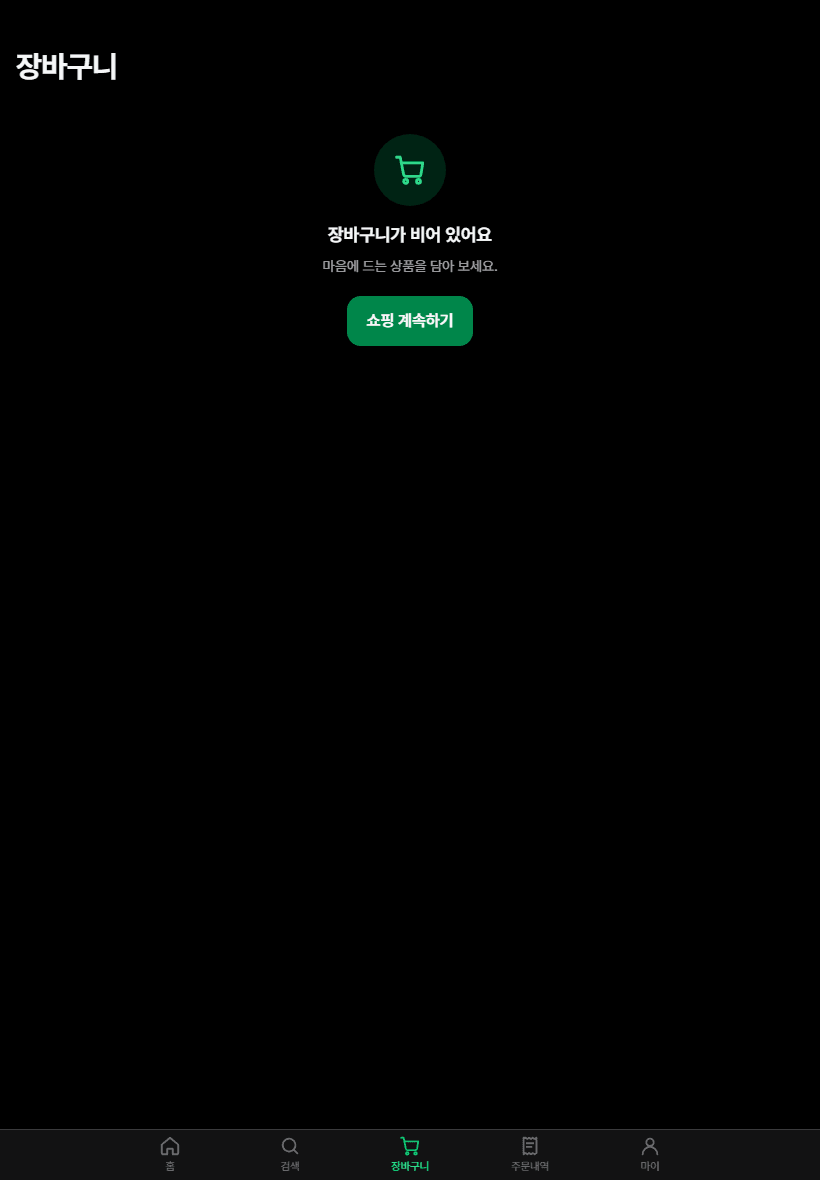 장바구니
장바구니가 비어 있어요
마음에 드는 상품을 담아 보세요.
쇼핑 계속하기
홈
검색
장바구니
주문내역
마이